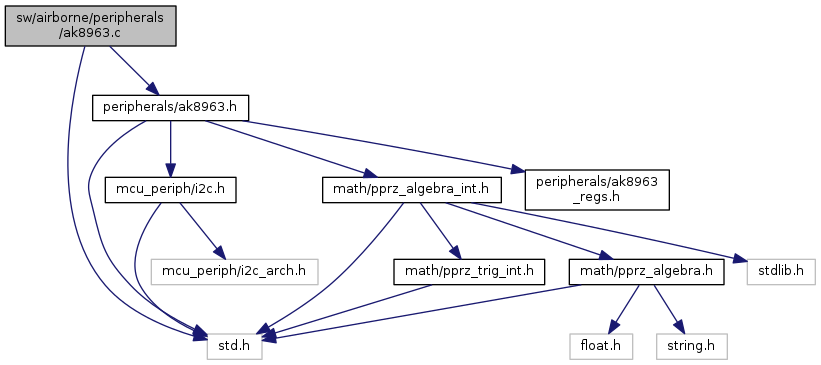 sw/airborne/peripherals
/ak8963.c
peripherals/ak8963.h
mcu_periph/i2c.h
math/pprz_algebra_int.h
peripherals/ak8963
_regs.h
mcu_periph/i2c_arch.h
math/pprz_trig_int.h
math/pprz_algebra.h
stdlib.h
std.h
float.h
string.h